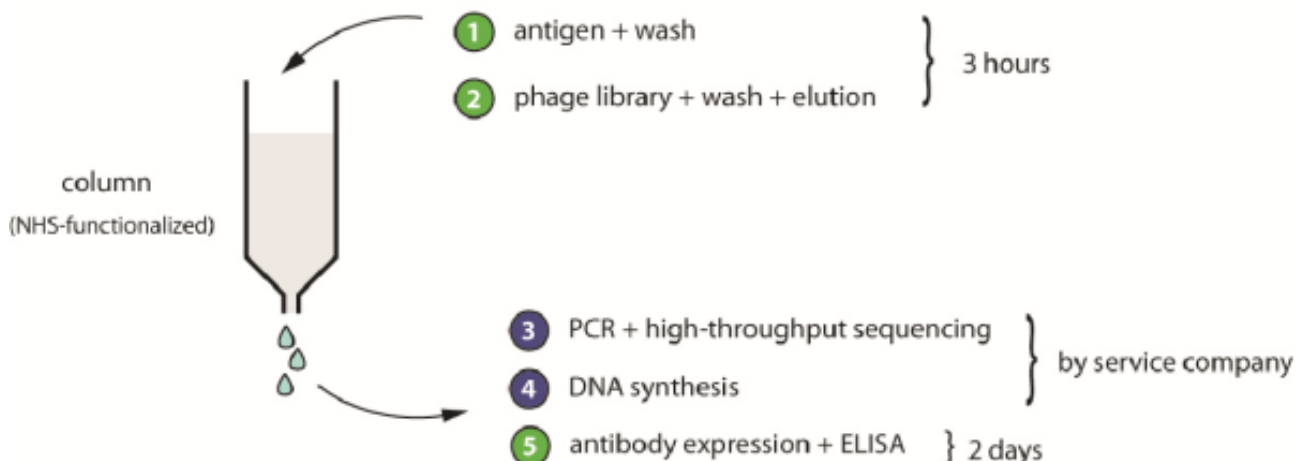 1 antigen + wash
2 phage library + wash + elution
3 hours
column
(NHS-functionalized)
3 PCR + high-throughput sequencing
4 DNA synthesis
by service company
5 antibody expression + ELISA
2 days